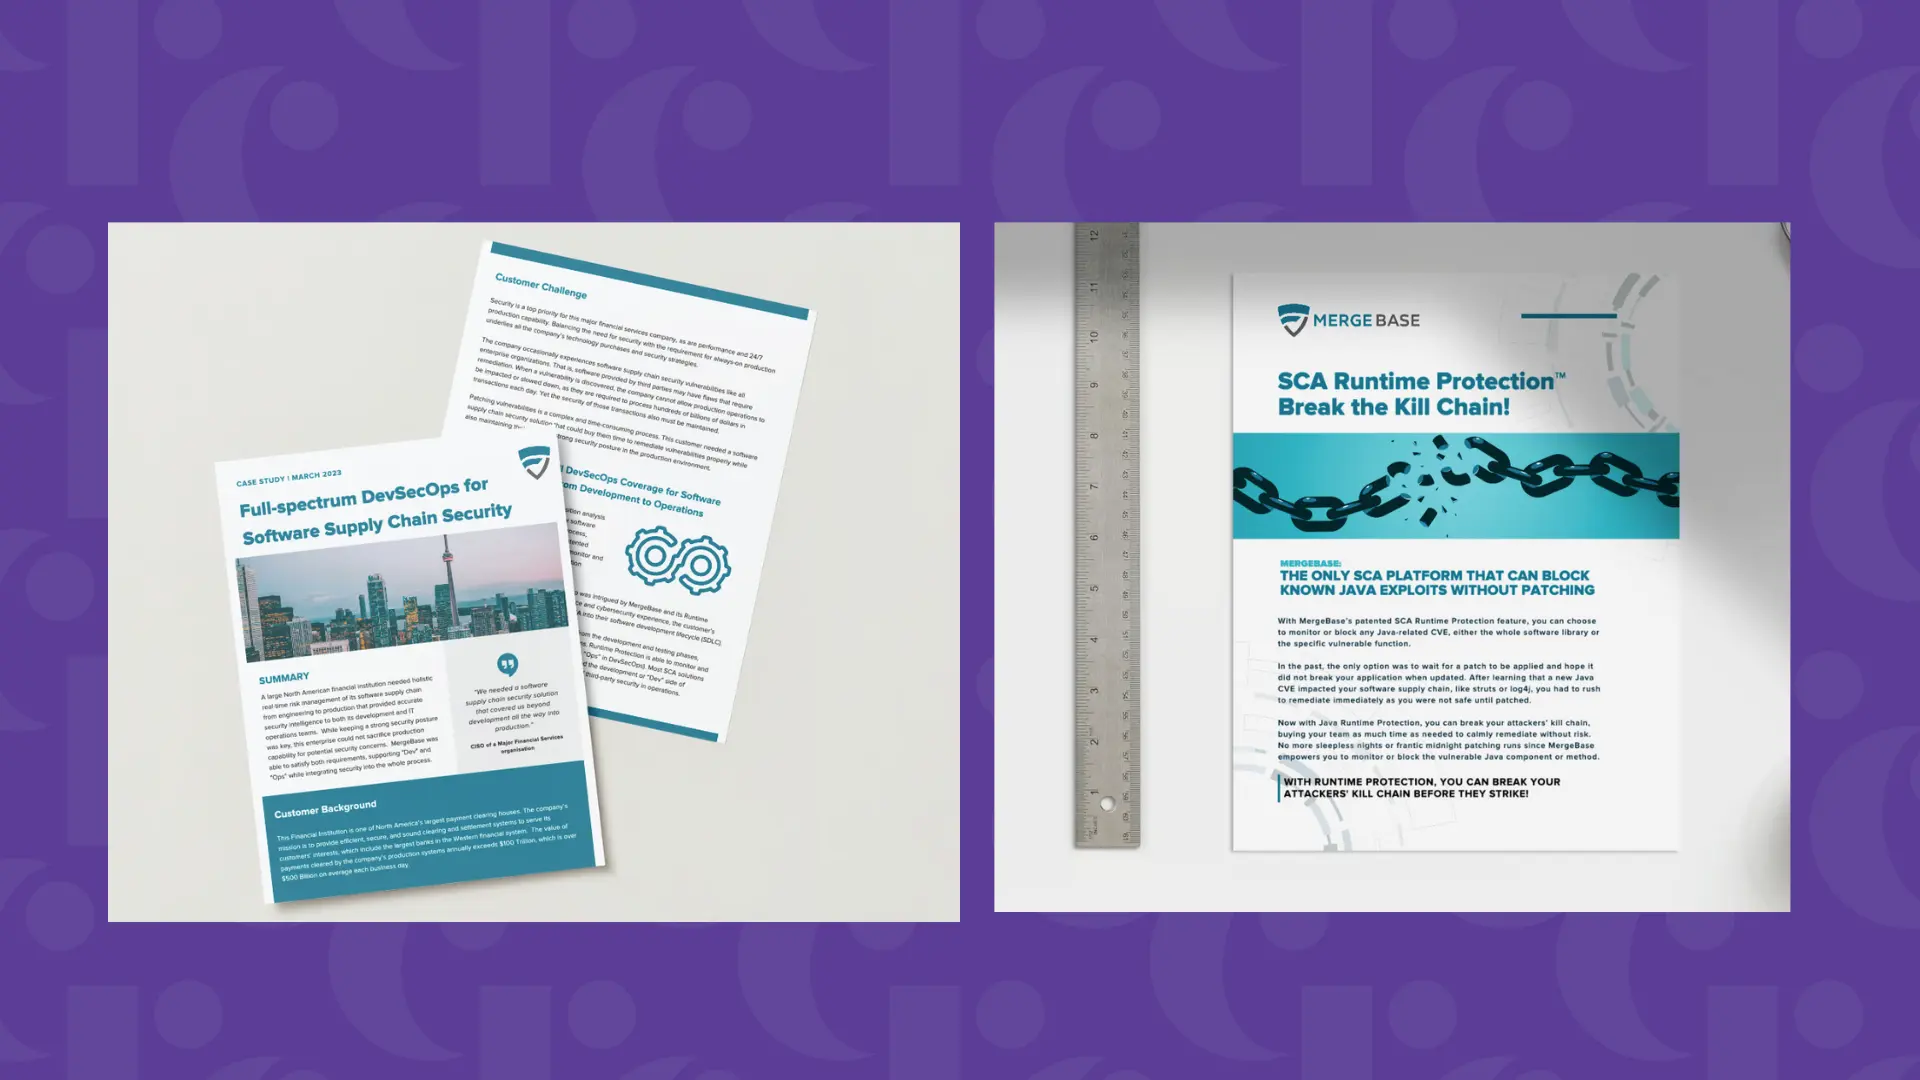 CASE STUDY | MARCH 2023
Full-spectrum DevSecOps for
Software Supply Chain Security
SUMMARY
A large North American financial institution needed holistic
real-time risk management of its software supply chain
from engineering to production that provided accurate
security intelligence to both its development and IT
operations teams. While keeping a strong security posture
was key, this enterprise could not sacrifice production
capability for potential security concerns. MergeBase was
able to satisfy both requirements, supporting "Dev" and
"Ops" while integrating security into the whole process.
"We needed a software
supply chain security solution
that covered us beyond
development all the way into
production."
CISO of a Major Financial Services
organisation
Customer Background
This Financial Institution is one of North America's largest payment clearing houses. The company's
mission is to provide efficient, secure, and sound clearing and settlement systems to serve its
customers' interests, which include the largest banks in the Western financial system. The value of
payments cleared by the company's production systems annually exceeds $100 Trillion, which is over
$500 Billion on average each business day.
Customer Challenge
Security is a top priority for this major financial services company, as are performance and 24/7
production capability. Balancing the need for security with the requirement for always-on production
underlies all the company's technology purchases and security strategies.
The company occasionally experiences software supply chain security vulnerabilities like all
enterprise organizations. That is, software provided by third parties may have flaws that require
remediation. When a vulnerability is discovered, the company cannot allow production operations to
be impacted or slowed down, as they are required to process hundreds of billions of dollars in
transactions each day. Yet the security of those transactions also must be maintained.
Patching vulnerabilities is a complex and time-consuming process. This customer needed a software
supply chain security solution that could buy them time to remediate vulnerabilities properly while
also maintaining strong security posture in the production environment.
DevSecOps Coverage for Software
Development to Operations
analysis
software
monitor and
was intrigued by MergeBase and its Runtime
and cybersecurity experience, the customer's
into their software development lifecycle (SDLC).
the development and testing phases,
Runtime Protection is able to monitor and
"Ops" in DevSecOps). Most SCA solutions
the development or "Dev" side of
third-party security in operations.
12
11
10
9
8
7
6
5
4
3
2
1
MERGEBASE
SCA Runtime Protection™
Break the Kill Chain!
MERGEBASE:
THE ONLY SCA PLATFORM THAT CAN BLOCK
KNOWN JAVA EXPLOITS WITHOUT PATCHING
With MergeBase's patented SCA Runtime Protection feature, you can choose
to monitor or block any Java-related CVE, either the whole software library or
the specific vulnerable function.
In the past, the only option was to wait for a patch to be applied and hope it
did not break your application when updated. After learning that a new Java
CVE impacted your software supply chain, like struts or log4j, you had to rush
to remediate immediately as you were not safe until patched.
Now with Java Runtime Protection, you can break your attackers' kill chain,
buying your team as much time as needed to calmly remediate without risk.
No more sleepless nights or frantic midnight patching runs since MergeBase
empowers you to monitor or block the vulnerable Java component or method.
WITH RUNTIME PROTECTION, YOU CAN BREAK YOUR
ATTACKERS' KILL CHAIN BEFORE THEY STRIKE!